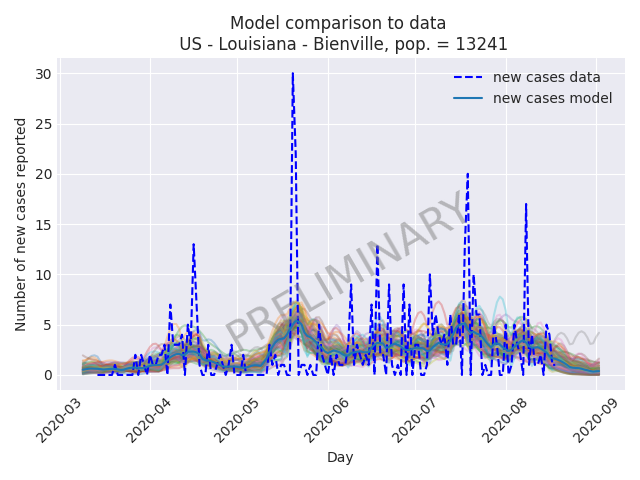 Model comparison to data
US - Louisiana - Bienville, pop. = 13241
new cases data
new cases model
Number of new cases reported
30
25
20
15
10
5
0
PRELIMINARY
2020-03
2020-04
2020-05
2020-06
2020-07
2020-08
2020-09
Day